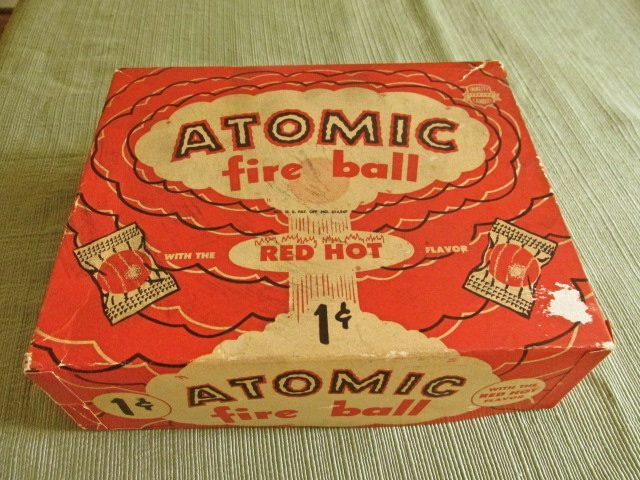 ATOMIC
fire ball
WITH THE RED HOT FLAVOR
1¢
ATOMIC
fire ball
1¢
WITH THE
RED HOT
FLAVOR